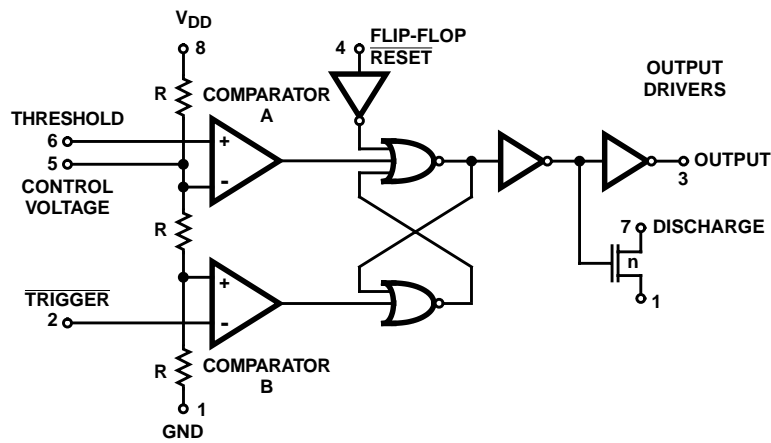 VDD
8
4
FLIP-FLOP
RESET
OUTPUT
DRIVERS
R
COMPARATOR
A
THRESHOLD
6
+
5
-
CONTROL
VOLTAGE
OUTPUT
3
R
7
DISCHARGE
n
1
TRIGGER
2
+
-
R
COMPARATOR
B
1
GND